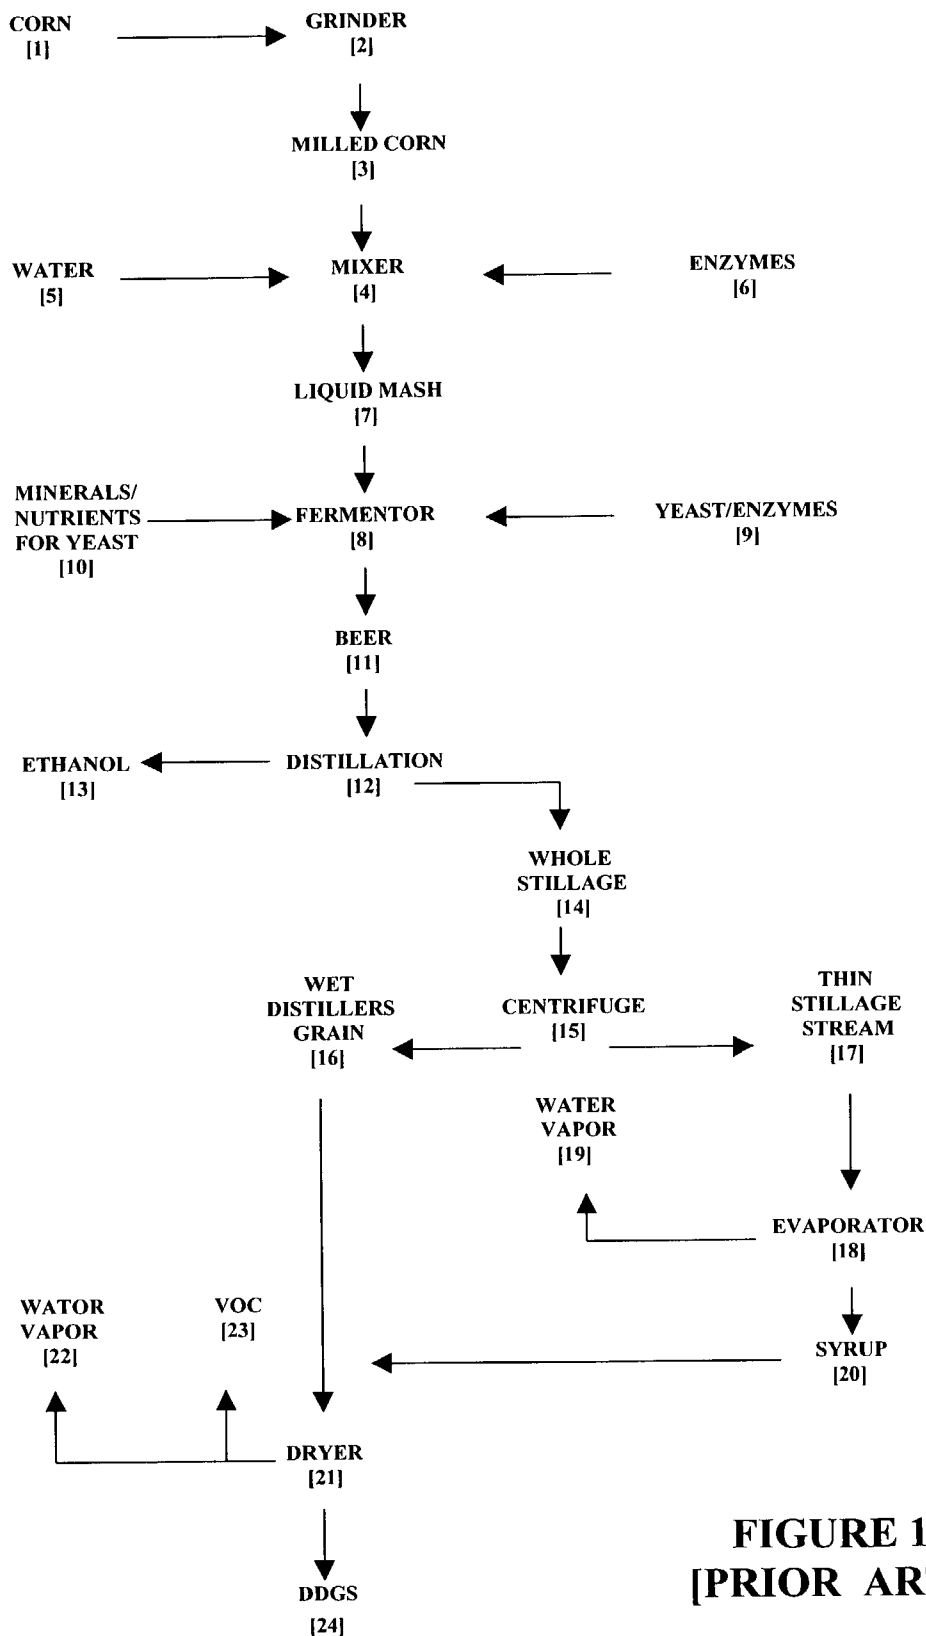 CORN
[1]
GRINDER
[2]
MILLED CORN
[3]
WATER
[5]
MIXER
[4]
ENZYMES
[6]
LIQUID MASH
[7]
MINERALS/
NUTRIENTS
FOR YEAST
[10]
FERMENTOR
[8]
YEAST/ENZYMES
[9]
BEER
[11]
ETHANOL
[13]
DISTILLATION
[12]
WHOLE
STILLAGE
[14]
WET
DISTILLERS
GRAIN
[16]
CENTRIFUGE
[15]
THIN
STILLAGE
STREAM
[17]
WATER
VAPOR
[19]
EVAPORATOR
[18]
WATOR
VAPOR
[22]
VOC
[23]
SYRUP
[20]
DRYER
[21]
DDGS
[24]
FIGURE 1
[PRIOR AR